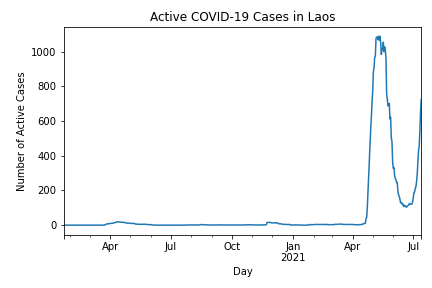 Active COVID-19 Cases in Laos
Number of Active Cases
1000
800
600
400
200
0
Apr
Jul
Oct
Jan
2021
Apr
Jul
Day